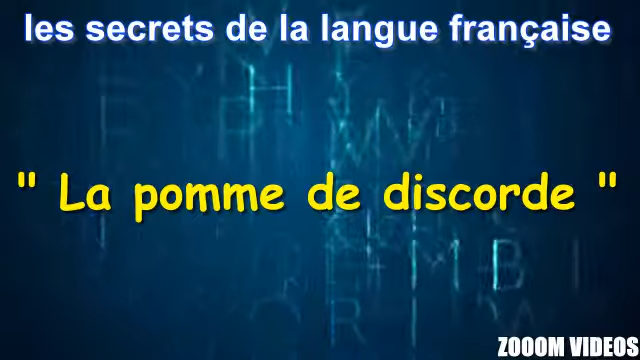 les secrets de la langue française
" La pomme de discorde "
ZOOOM VIDEOS